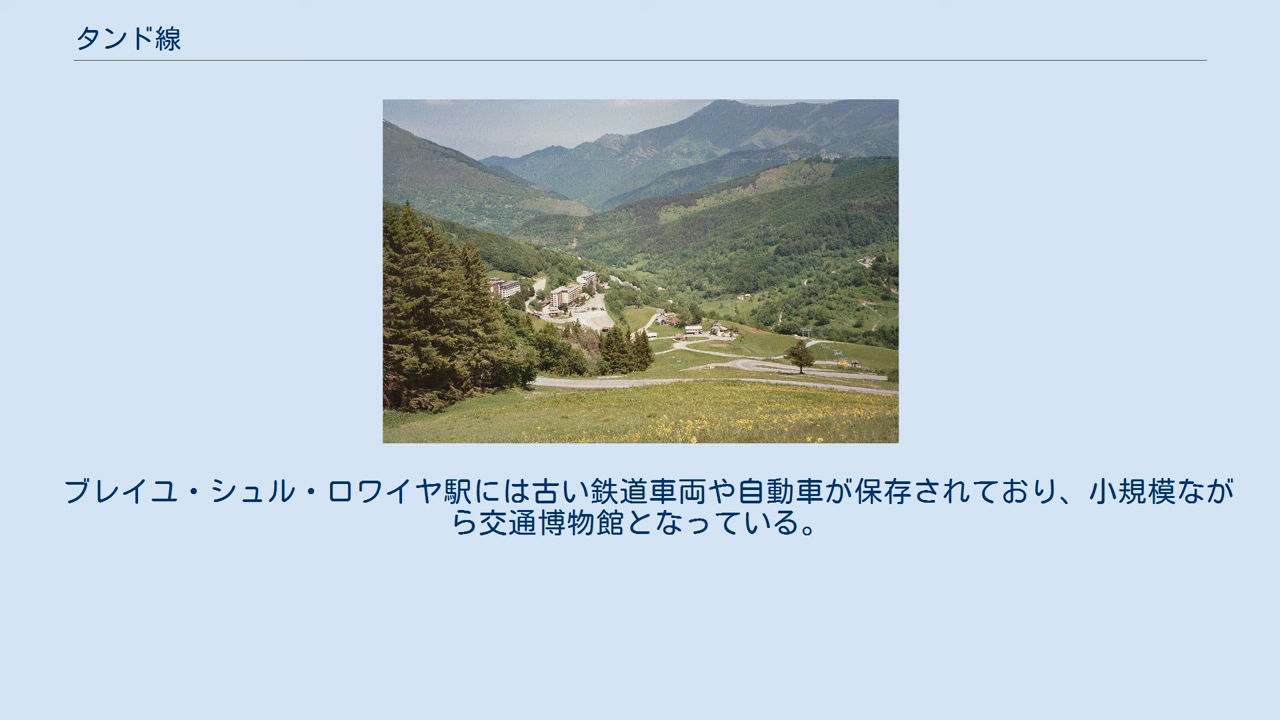 タンド線
ブレイユ・シュル・ロワイヤ駅には古い鉄道車両や自動車が保存されており、小規模なが
ら交通博物館となっている。